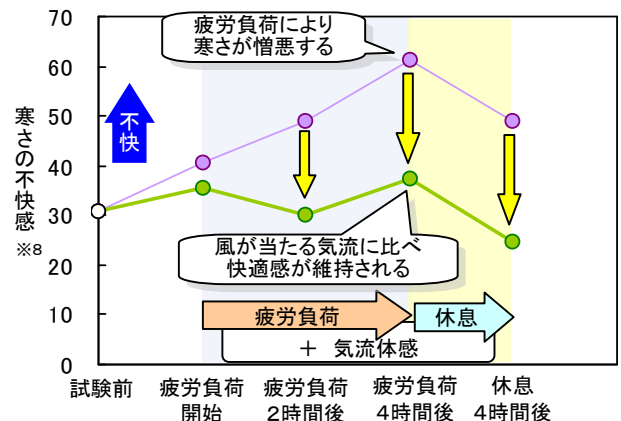 70
60
50
40
30
20
10
0
寒さの不快感
※8
不快
疲労負荷により
寒さが憎悪する
風が当たる気流に比べ
快適感が維持される
疲労負荷
休息
＋ 気流体感
試験前
疲労負荷
開始
疲労負荷
2時間後
疲労負荷
4時間後
休息
4時間後